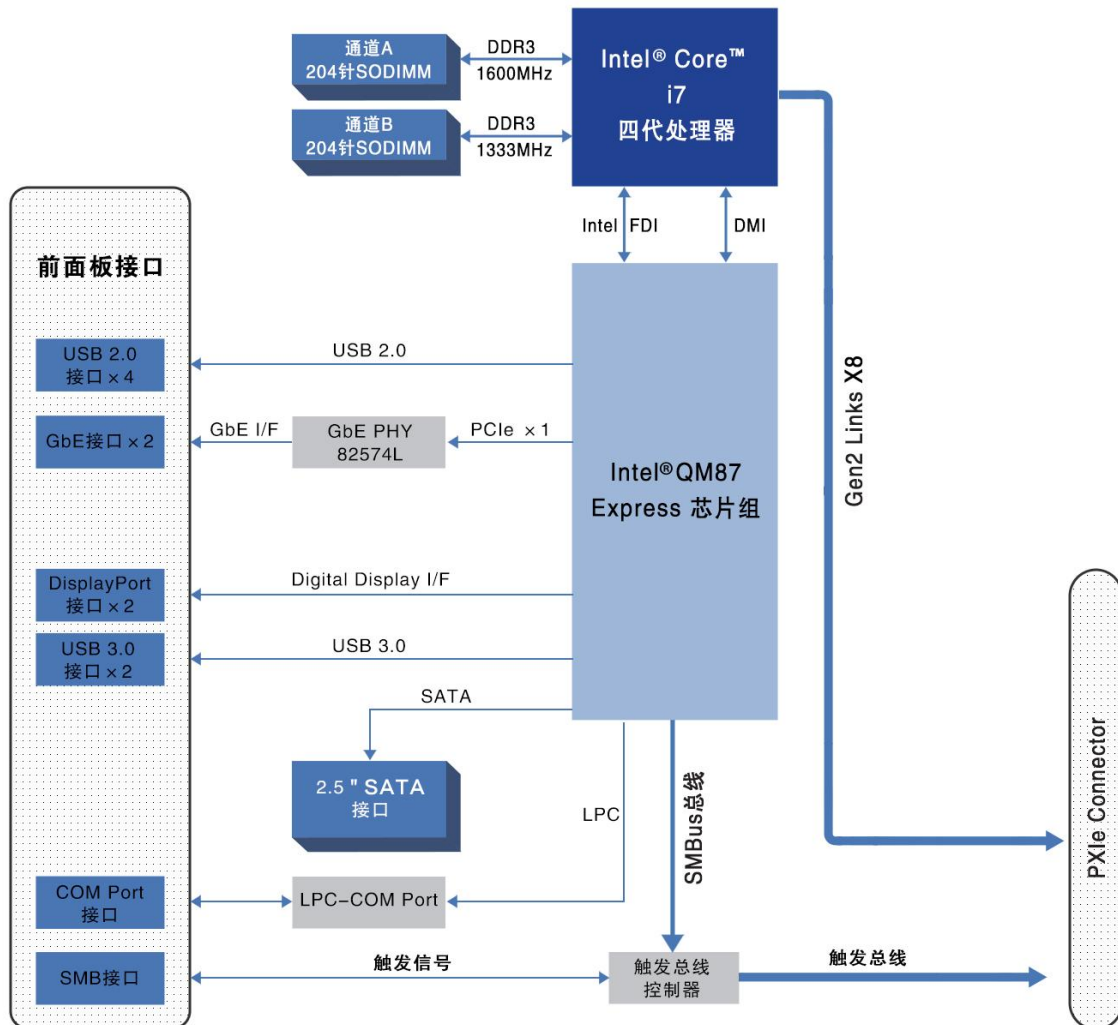 通道A
204针SODIMM
DDR3
1600MHz
Intel® Core™
i7
四代处理器
通道B
204针SODIMM
DDR3
1333MHz
Intel FDI
DMI
前面板接口
USB 2.0
接口×4
USB 2.0
GbE接口×2
GbE I/F
GbE PHY
82574L
PCIe ×1
Intel®QM87
Express 芯片组
Gen2 Links X8
DisplayPort
接口×2
Digital Display I/F
USB 3.0
接口×2
USB 3.0
SATA
2.5 " SATA
接口
LPC
SMBus总线
PXIe Connector
COM Port
接口
LPC-COM Port
SMB接口
触发信号
触发总线
控制器
触发总线